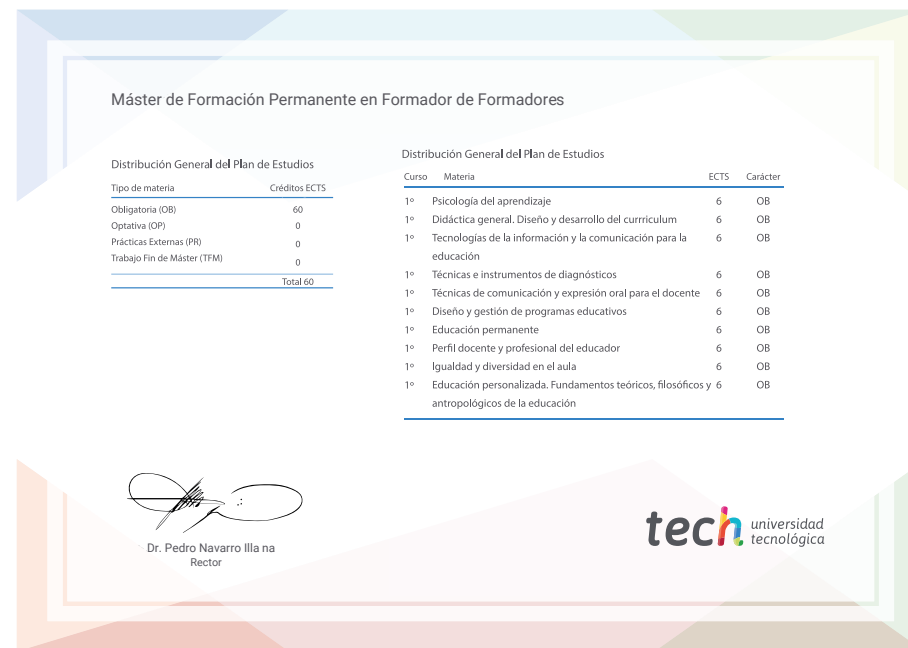 Máster de Formación Permanente en Formador de Formadores
Distribución General del Plan de Estudios
Tipo de materia Créditos ECTS
Obligatoria (OB) 60
Optativa (OP) 0
Prácticas Externas (PR) 0
Trabajo Fin de Máster (TFM) 0
Total 60
Distribución General del Plan de Estudios
Curso Materia ECTS Carácter
1º Psicología del aprendizaje 6 OB
1º Didáctica general. Diseño y desarrollo del currriculum 6 OB
1º Tecnologías de la información y la comunicación para la 6 OB
educación
1º Técnicas e instrumentos de diagnósticos 6 OB
1º Técnicas de comunicación y expresión oral para el docente 6 OB
1º Diseño y gestión de programas educativos 6 OB
1º Educación permanente 6 OB
1º Perfil docente y profesional del educador 6 OB
1º Igualdad y diversidad en el aula 6 OB
1º Educación personalizada. Fundamentos teóricos, filosóficos y 6 OB
antropológicos de la educación
Dr. Pedro Navarro Illa na
Rector
tech universidad
tecnológica